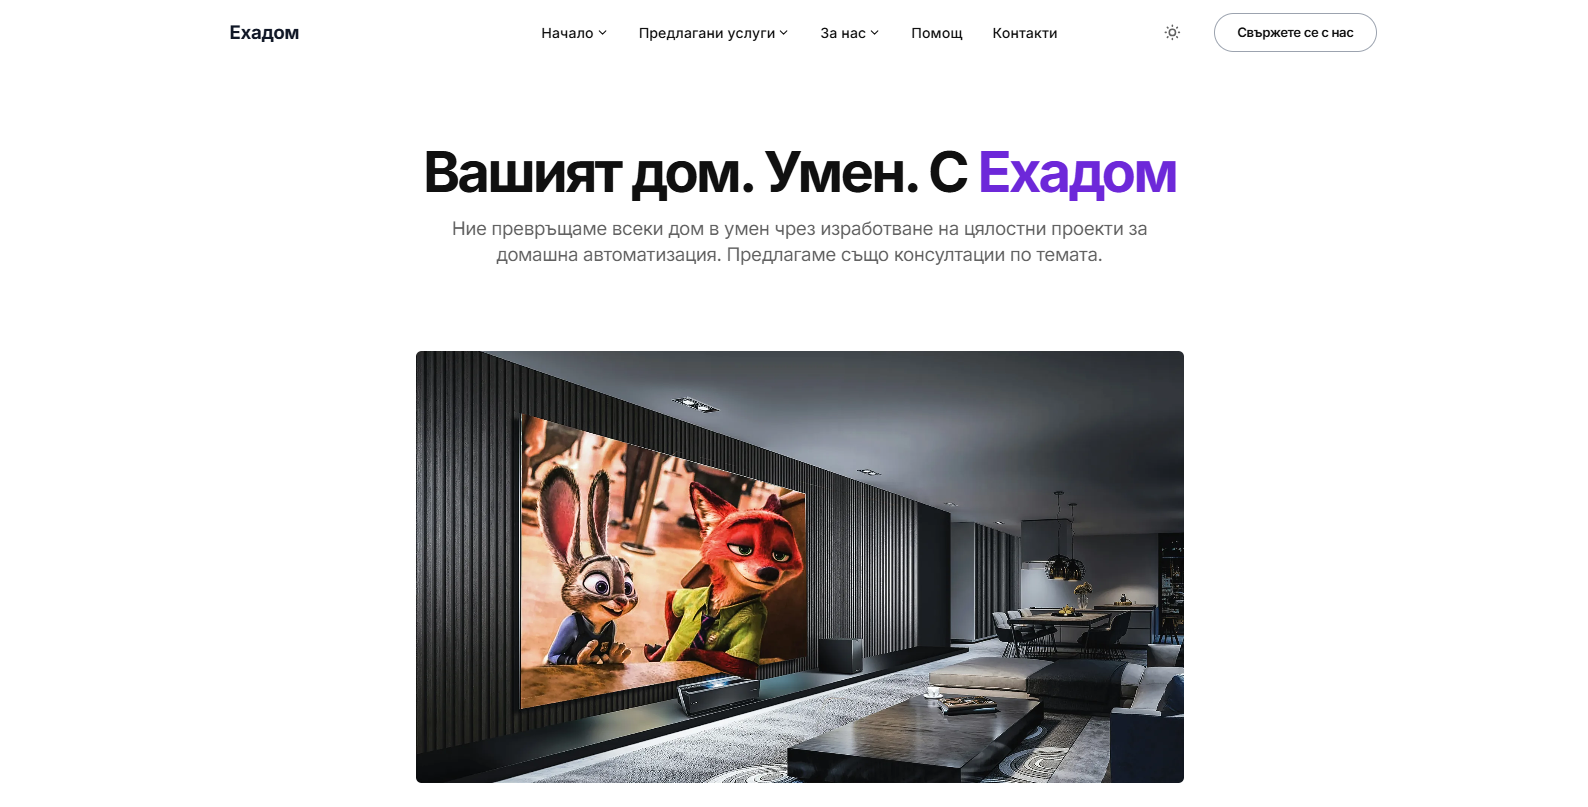 Ехадом
Начало
Предлагани услуги
За нас
Помощ
Контакти
Свържете се с нас
Вашият дом. Умен. С Ехадом
Ние превръщаме всеки дом в умен чрез изработване на цялостни проекти за
домашна автоматизация. Предлагаме също консултации по темата.